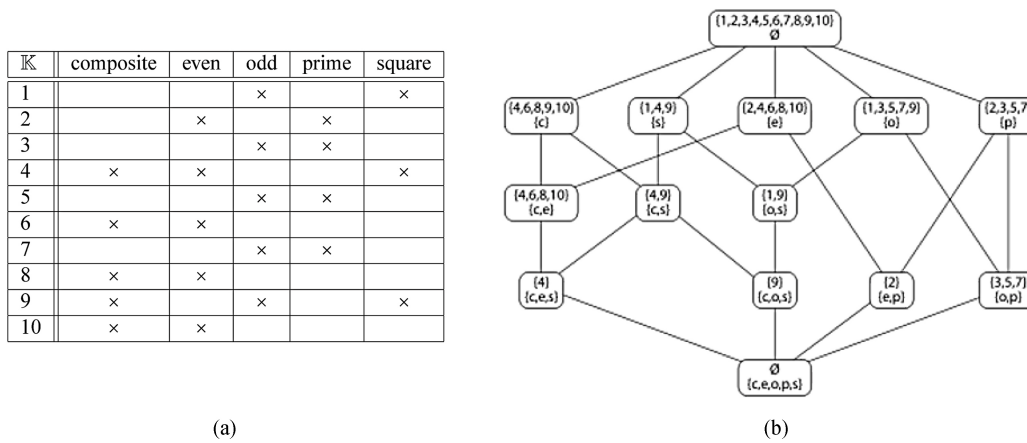 𝕂 composite even odd prime square
1 × ×
2 × ×
3 × ×
4 × × ×
5 × ×
6 × ×
7 × ×
8 × ×
9 × × ×
10 × ×
(a)
{1,2,3,4,5,6,7,8,9,10}
Ø
{4,6,8,9,10}
{c}
{1,4,9}
{s}
{2,4,6,8,10}
{e}
{1,3,5,7,9}
{o}
{2,3,5,7
{p}
{4,6,8,10}
{c,e}
{4,9}
{c,s}
{1,9}
{o,s}
{4}
{c,e,s}
{9}
{c,o,s}
{2}
{e,p}
{3,5,7}
{o,p}
Ø
{c,e,o,p,s}
(b)